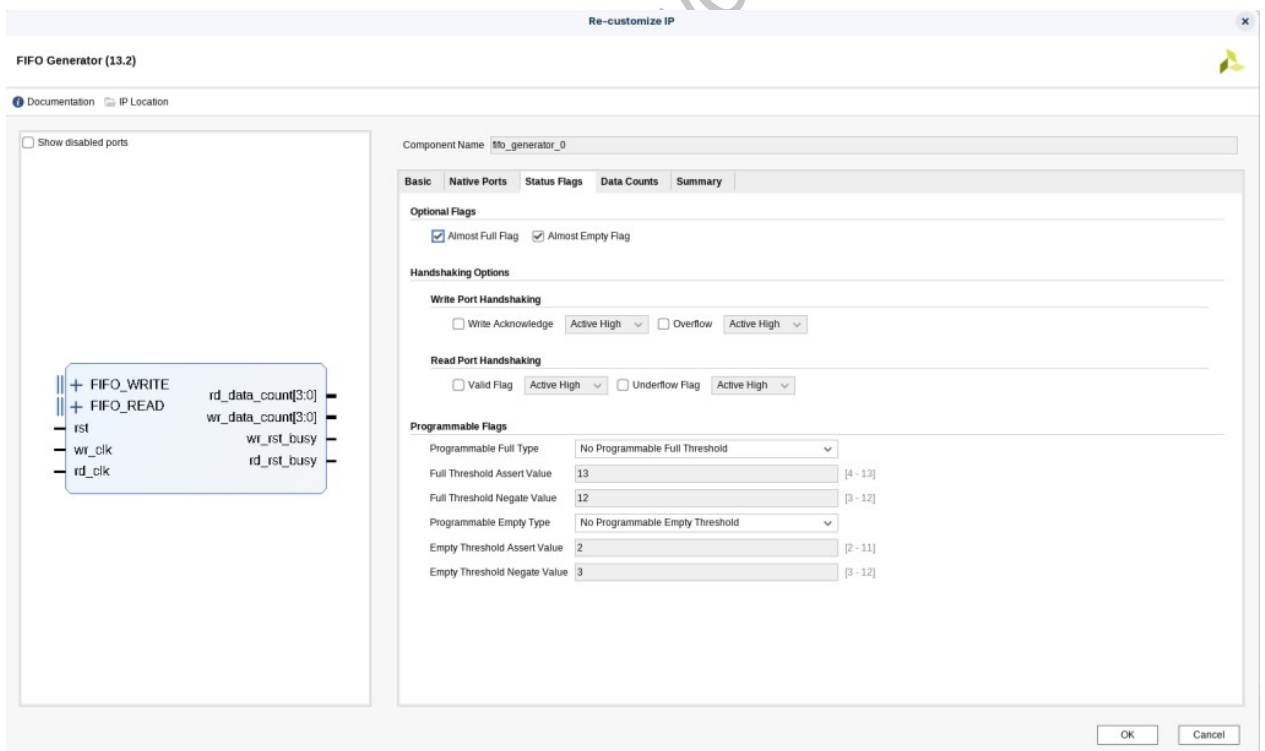 Re-customize IP
FIFO Generator (13.2)
Documentation IP Location
Show disabled ports
FIFO_WRITE
FIFO_READ
rst
wr_clk
rd_clk
rd_data_count[3:0]
wr_data_count[3:0]
wr_rst_busy
rd_rst_busy
Component Name fifo_generator_0
Basic Native Ports Status Flags Data Counts Summary
Optional Flags
Almost Full Flag Almost Empty Flag
Handshaking Options
Write Port Handshaking
Write Acknowledge Active High Overflow Active High
Read Port Handshaking
Valid Flag Active High Underflow Flag Active High
Programmable Flags
Programmable Full Type No Programmable Full Threshold
Full Threshold Assert Value 13 [4 - 13]
Full Threshold Negate Value 12 [3 - 12]
Programmable Empty Type No Programmable Empty Threshold
Empty Threshold Assert Value 2 [2 - 11]
Empty Threshold Negate Value 3 [3 - 12]
OK Cancel